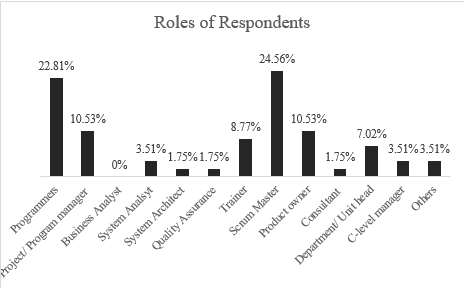 Roles of Respondents
22.81%
10.53%
0%
3.51%
1.75%
1.75%
8.77%
24.56%
10.53%
1.75%
7.02%
3.51%
3.51%
Programmers
Project/ Program manager
Business Analyst
System Analsyt
System Architect
Quality Assurance
Trainer
Scrum Master
Product owner
Consultant
Department/ Unit head
C-level manager
Others